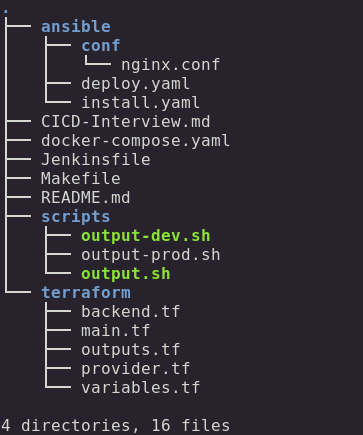 .
├── ansible
│   ├── conf
│   │   └── nginx.conf
│   ├── deploy.yaml
│   └── install.yaml
├── CICD-Interview.md
├── docker-compose.yaml
├── Jenkinsfile
├── Makefile
├── README.md
├── scripts
│   ├── output-dev.sh
│   ├── output-prod.sh
│   └── output.sh
└── terraform
    ├── backend.tf
    ├── main.tf
    ├── outputs.tf
    ├── provider.tf
    └── variables.tf

4 directories, 16 files